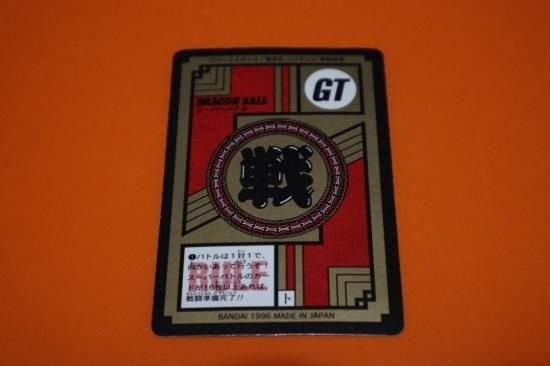 GT
DRAGON BALL
スーパーバトル
戦
❶バトルは1対1で、
向かいあって行うぞ!
スーパーバトルのカー
ドが16枚以上あれば、
戦闘準備完了!!
ト
BANDAI 1996 MADE IN JAPAN